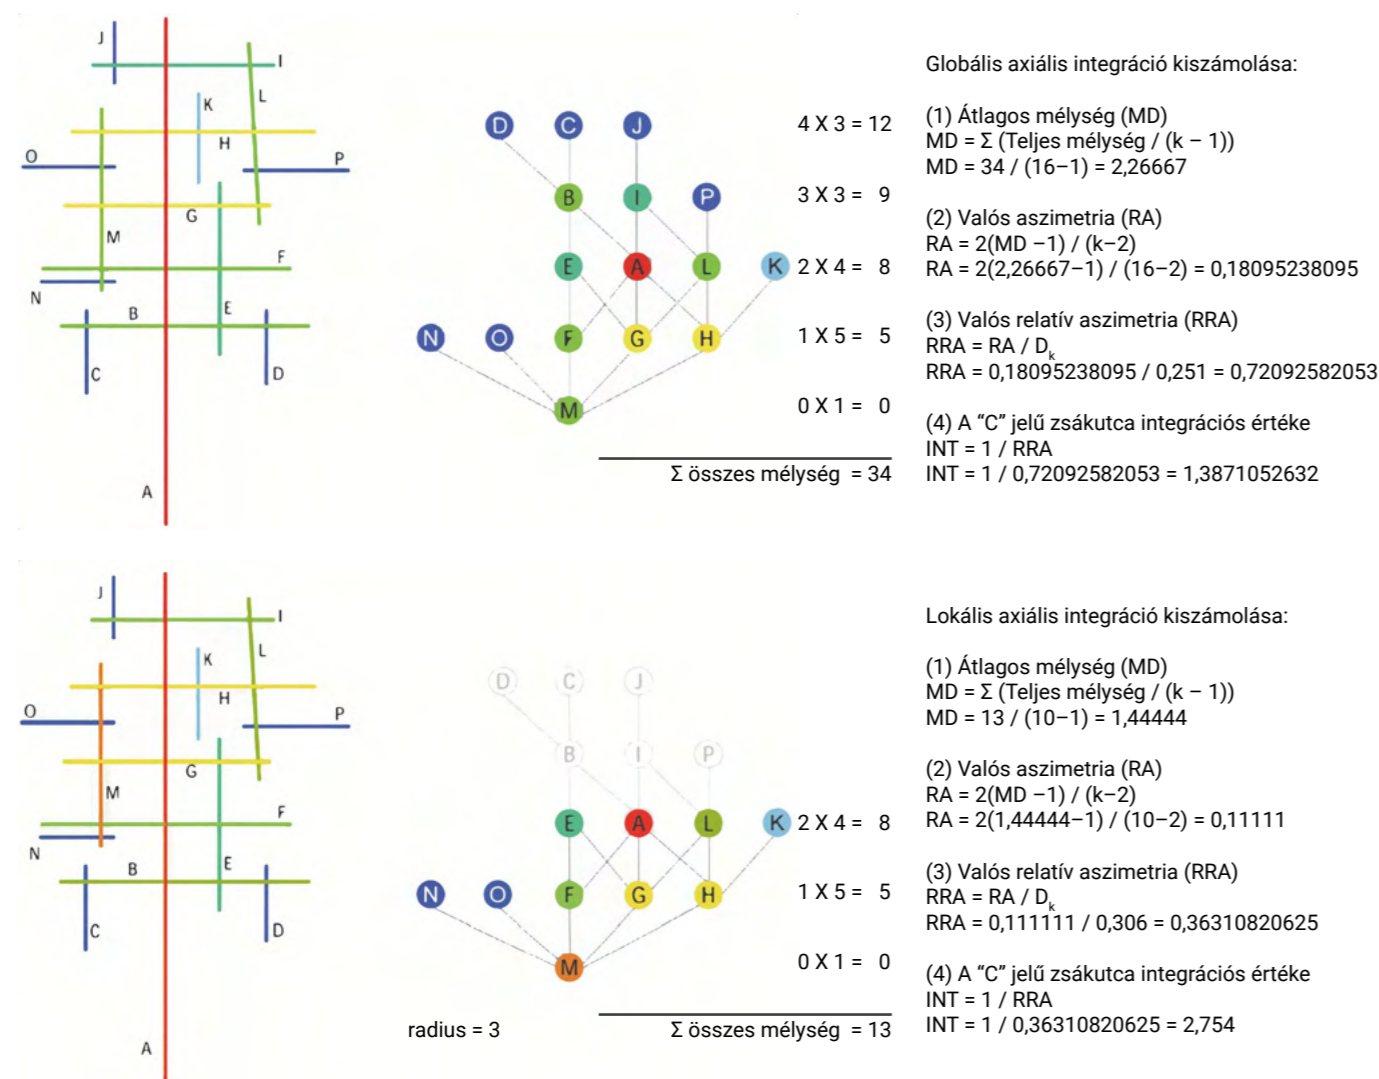 J
I
K
L
H
O
P
G
M
F
N
B
E
C
D
A
D C J 4 X 3 = 12
B I P 3 X 3 = 9
E A L K 2 X 4 = 8
N O F G H 1 X 5 = 5
M 0 X 1 = 0
Σ összes mélység = 34
Globális axiális integráció kiszámolása:
(1) Átlagos mélység (MD)
MD = Σ (Teljes mélység / (k – 1))
MD = 34 / (16–1) = 2,26667
(2) Valós aszimetria (RA)
RA = 2(MD –1) / (k–2)
RA = 2(2,26667–1) / (16–2) = 0,18095238095
(3) Valós relatív aszimetria (RRA)
RRA = RA / Dk
RRA = 0,18095238095 / 0,251 = 0,72092582053
(4) A “C” jelű zsákutca integrációs értéke
INT = 1 / RRA
INT = 1 / 0,72092582053 = 1,3871052632
J
I
K
L
H
O
P
G
M
F
N
B
E
C
D
A
D C J
B I P
E A L K 2 X 4 = 8
N O F G H 1 X 5 = 5
M 0 X 1 = 0
radius = 3 Σ összes mélység = 13
Lokális axiális integráció kiszámolása:
(1) Átlagos mélység (MD)
MD = Σ (Teljes mélység / (k – 1))
MD = 13 / (10–1) = 1,44444
(2) Valós aszimetria (RA)
RA = 2(MD –1) / (k–2)
RA = 2(1,44444–1) / (10–2) = 0,11111
(3) Valós relatív aszimetria (RRA)
RRA = RA / Dk
RRA = 0,111111 / 0,306 = 0,36310820625
(4) A “C” jelű zsákutca integrációs értéke
INT = 1 / RRA
INT = 1 / 0,36310820625 = 2,754